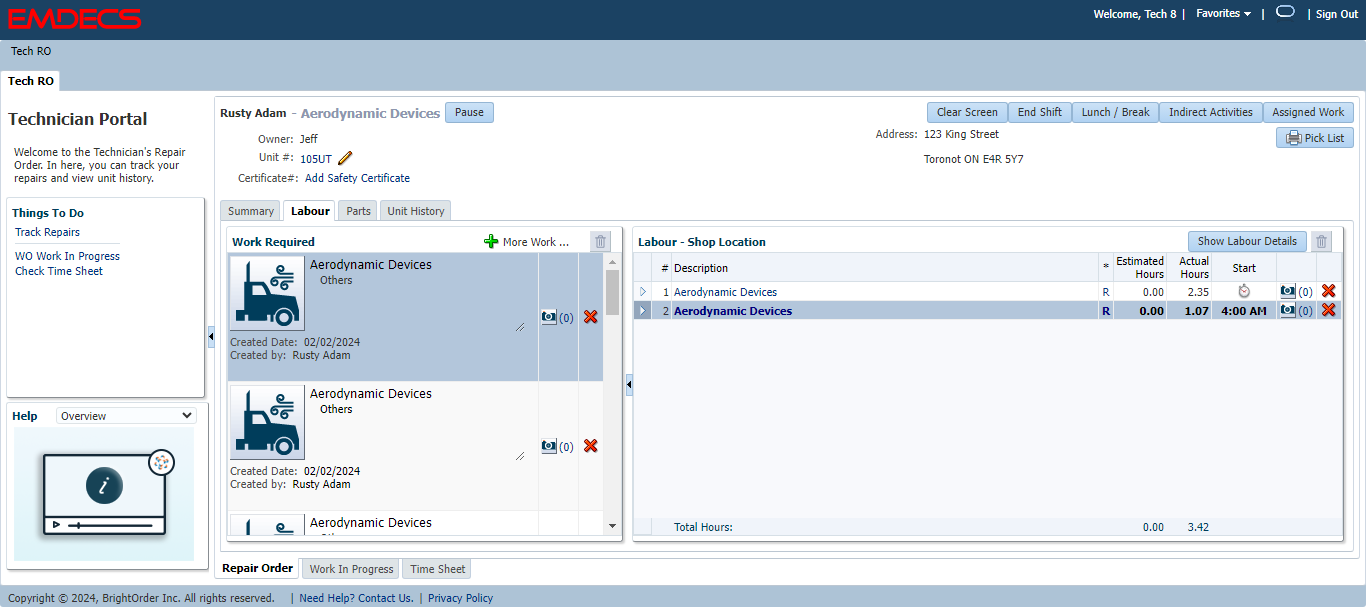 EMDECS
Welcome, Tech 8 | Favorites | | Sign Out
Tech RO
Tech RO
Technician Portal
Welcome to the Technician's Repair
Order. In here, you can track your
repairs and view unit history.
Things To Do
Track Repairs
WO Work In Progress
Check Time Sheet
Help Overview
i
Rusty Adam - Aerodynamic Devices Pause
Clear Screen End Shift Lunch / Break Indirect Activities Assigned Work
Pick List
Owner: Jeff
Unit #: 105UT
Certificate#: Add Safety Certificate
Address: 123 King Street
Toronot ON E4R 5Y7
Summary Labour Parts Unit History
Work Required More Work ...
Aerodynamic Devices
Others
(0)
Created Date: 02/02/2024
Created by: Rusty Adam
Aerodynamic Devices
Others
(0)
Created Date: 02/02/2024
Created by: Rusty Adam
Aerodynamic Devices
Labour - Shop Location Show Labour Details
# Description * Estimated Hours Actual Hours Start
1 Aerodynamic Devices R 0.00 2.35 (0)
2 Aerodynamic Devices R 0.00 1.07 4:00 AM (0)
Total Hours: 0.00 3.42
Repair Order Work In Progress Time Sheet
Copyright © 2024, BrightOrder Inc. All rights reserved. | Need Help? Contact Us. | Privacy Policy